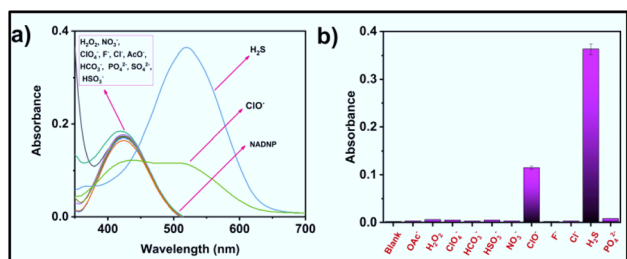 a)
H₂O₂, NO₃⁻,
ClO₄⁻, F⁻, Cl⁻, AcO⁻,
HCO₃⁻, PO₄²⁻, SO₄²⁻,
HSO₃⁻
H₂S
ClO⁻
NADNP
Absorbance
0.4
0.2
0.0
400 500 600 700
Wavelength (nm)
b)
Absorbance
0.4
0.3
0.2
0.1
0.0
Blank
OAc⁻
H₂O₂
ClO₄⁻
HCO₃⁻
HSO₃⁻
NO₃⁻
ClO⁻
F⁻
Cl⁻
H₂S
PO₄²⁻